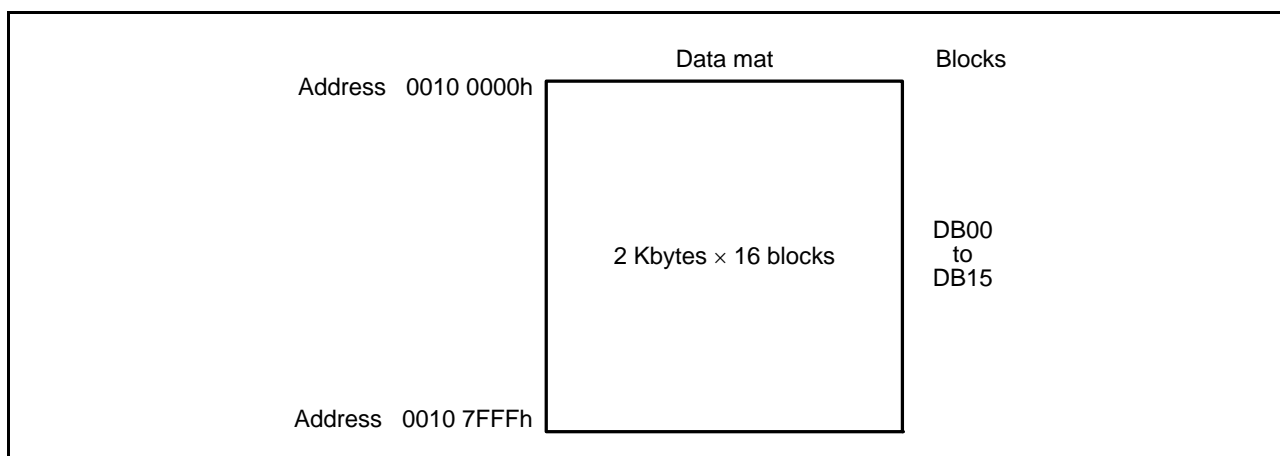 Data mat
Blocks
Address 0010 0000h
2 Kbytes × 16 blocks
DB00
to
DB15
Address 0010 7FFFh